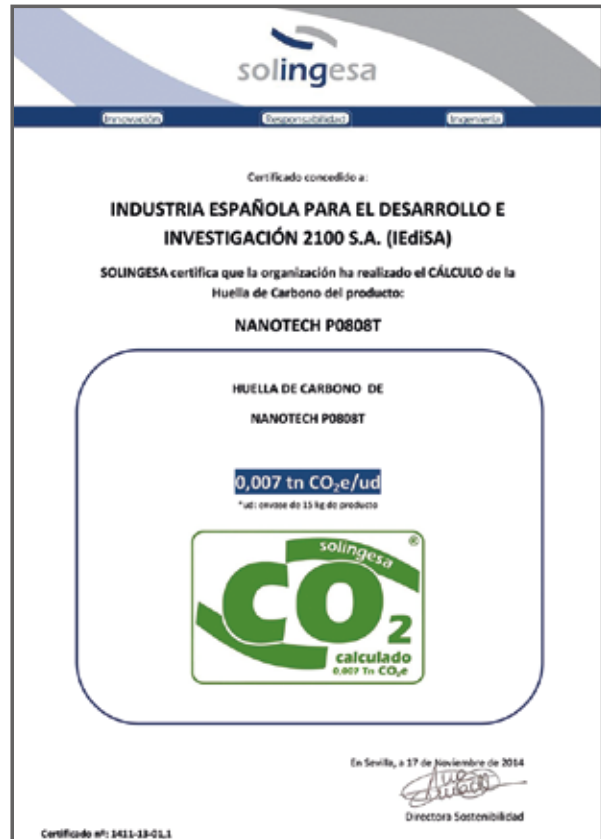 solingesa
Innovación Responsabilidad Ingeniería
Certificado concedido a:
INDUSTRIA ESPAÑOLA PARA EL DESARROLLO E
INVESTIGACIÓN 2100 S.A. (IEdiSA)
SOLINGESA certifica que la organización ha realizado el CÁLCULO de la
Huella de Carbono del producto:
NANOTECH P0808T
HUELLA DE CARBONO DE
NANOTECH P0808T
0,007 tn CO₂e/ud
*ud: envase de 15 kg de producto
solingesa ®
CO2
calculado
0,007 Tn CO₂e
En Sevilla, a 17 de Noviembre de 2014
Directora Sostenibilidad
Certificado nº: 1411-13-01.1